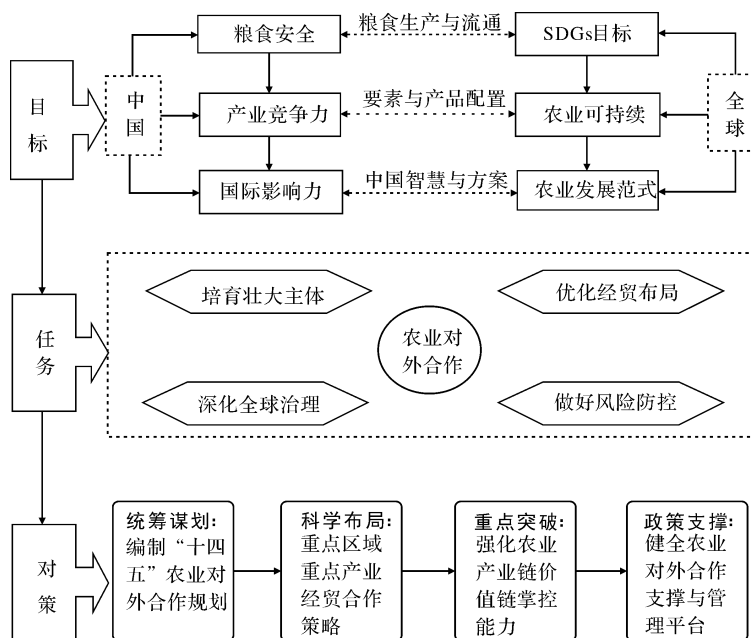 粮食安全
粮食生产与流通
SDGs目标
目
标
中
国
产业竞争力
要素与产品配置
农业可持续
全
球
国际影响力
中国智慧与方案
农业发展范式
任
务
培育壮大主体
优化经贸布局
农业对
外合作
深化全球治理
做好风险防控
对
策
统筹谋划:
编制“十四
五”农业对
外合作规划
科学布局:
重点区域
重点产业
经贸合作
策略
重点突破:
强化农业
产业链价
值链掌控
能力
政策支撑:
健全农业
对外合作
支撑与管
理平台